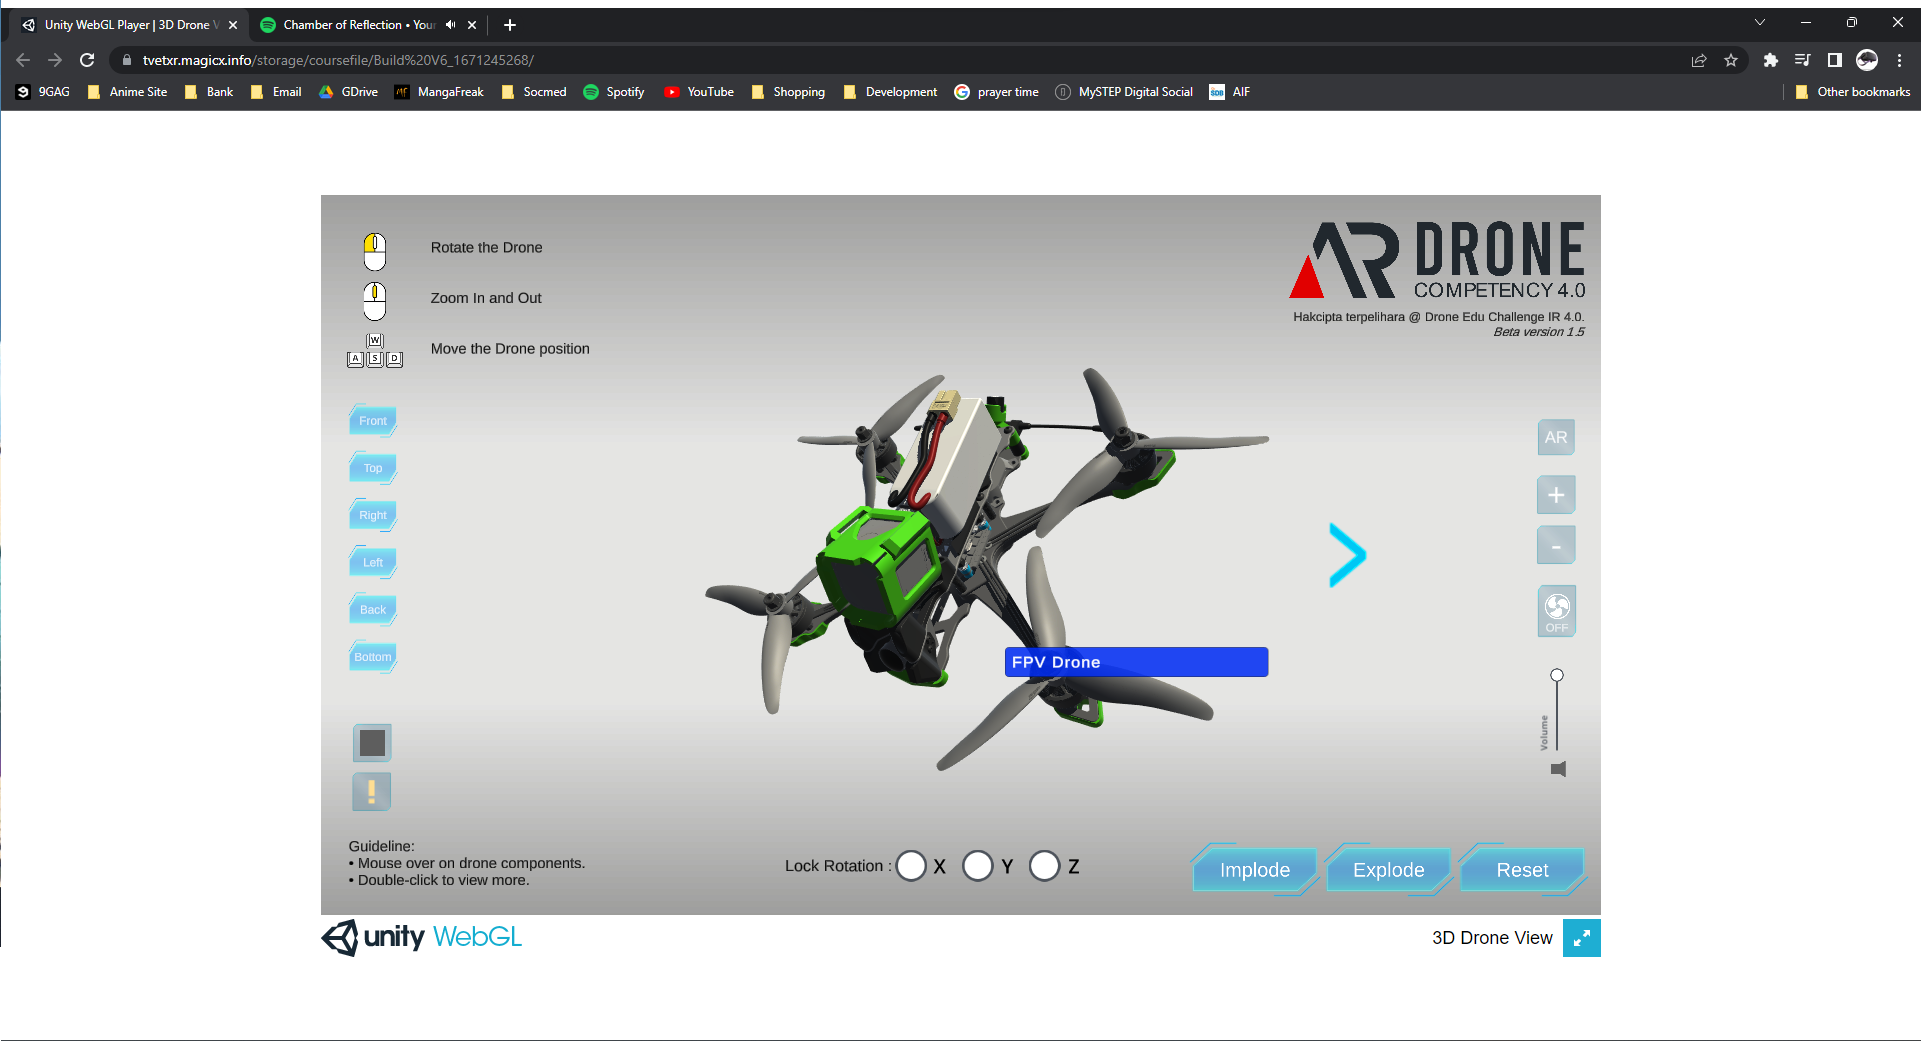 Unity WebGL Player | 3D Drone V
Chamber of Reflection • Your
tvetxr.magicx.info/storage/coursefile/Build%20V6_1671245268/
9GAG Anime Site Bank Email GDrive MangaFreak Socmed Spotify YouTube Shopping Development prayer time MySTEP Digital Social AIF Other bookmarks
Rotate the Drone
Zoom In and Out
W
A S D
Move the Drone position
AR DRONE
COMPETENCY 4.0
Hakcipta terpelihara @ Drone Edu Challenge IR 4.0.
Beta version 1.5
Front
Top
Right
Left
Back
Bottom
AR
+
-
OFF
Volume
FPV Drone
!
Guideline:
• Mouse over on drone components.
• Double-click to view more.
Lock Rotation : X Y Z
Implode Explode Reset
unity WebGL
3D Drone View